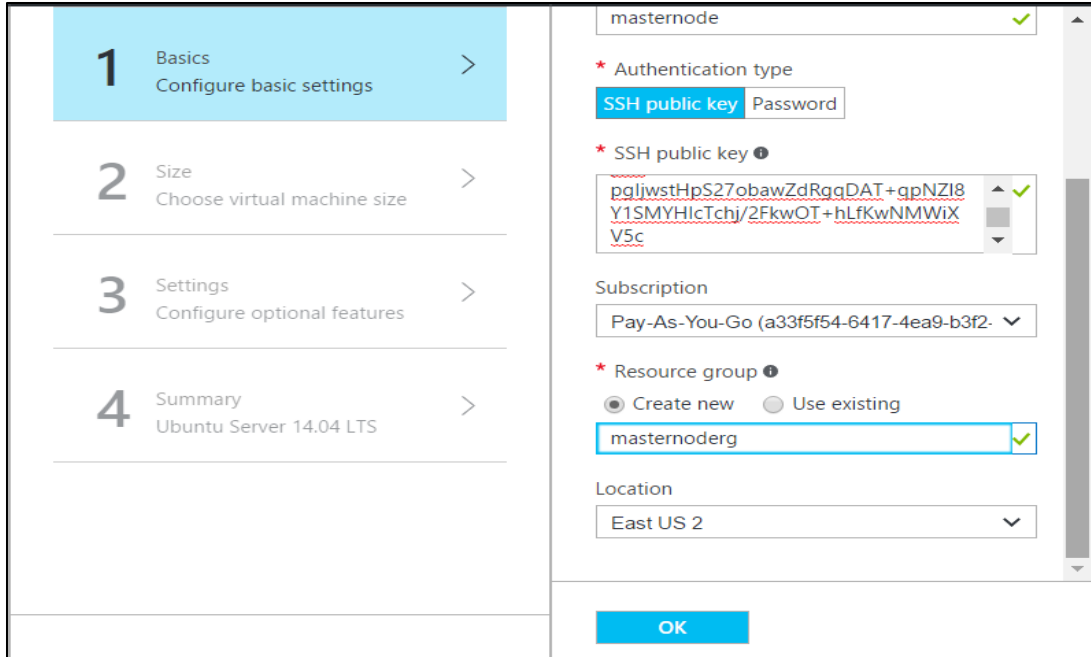 1
Basics
Configure basic settings
2
Size
Choose virtual machine size
3
Settings
Configure optional features
4
Summary
Ubuntu Server 14.04 LTS
masternode
* Authentication type
SSH public key Password
* SSH public key
pgIjwstHpS27obawZdRgqDAT+qpNZI8
Y1SMYHIcTchj/2FkwOT+hLfKwNMWiX
V5c
Subscription
Pay-As-You-Go (a33f5f54-6417-4ea9-b3f2-
* Resource group
Create new Use existing
masternoderg
Location
East US 2
OK